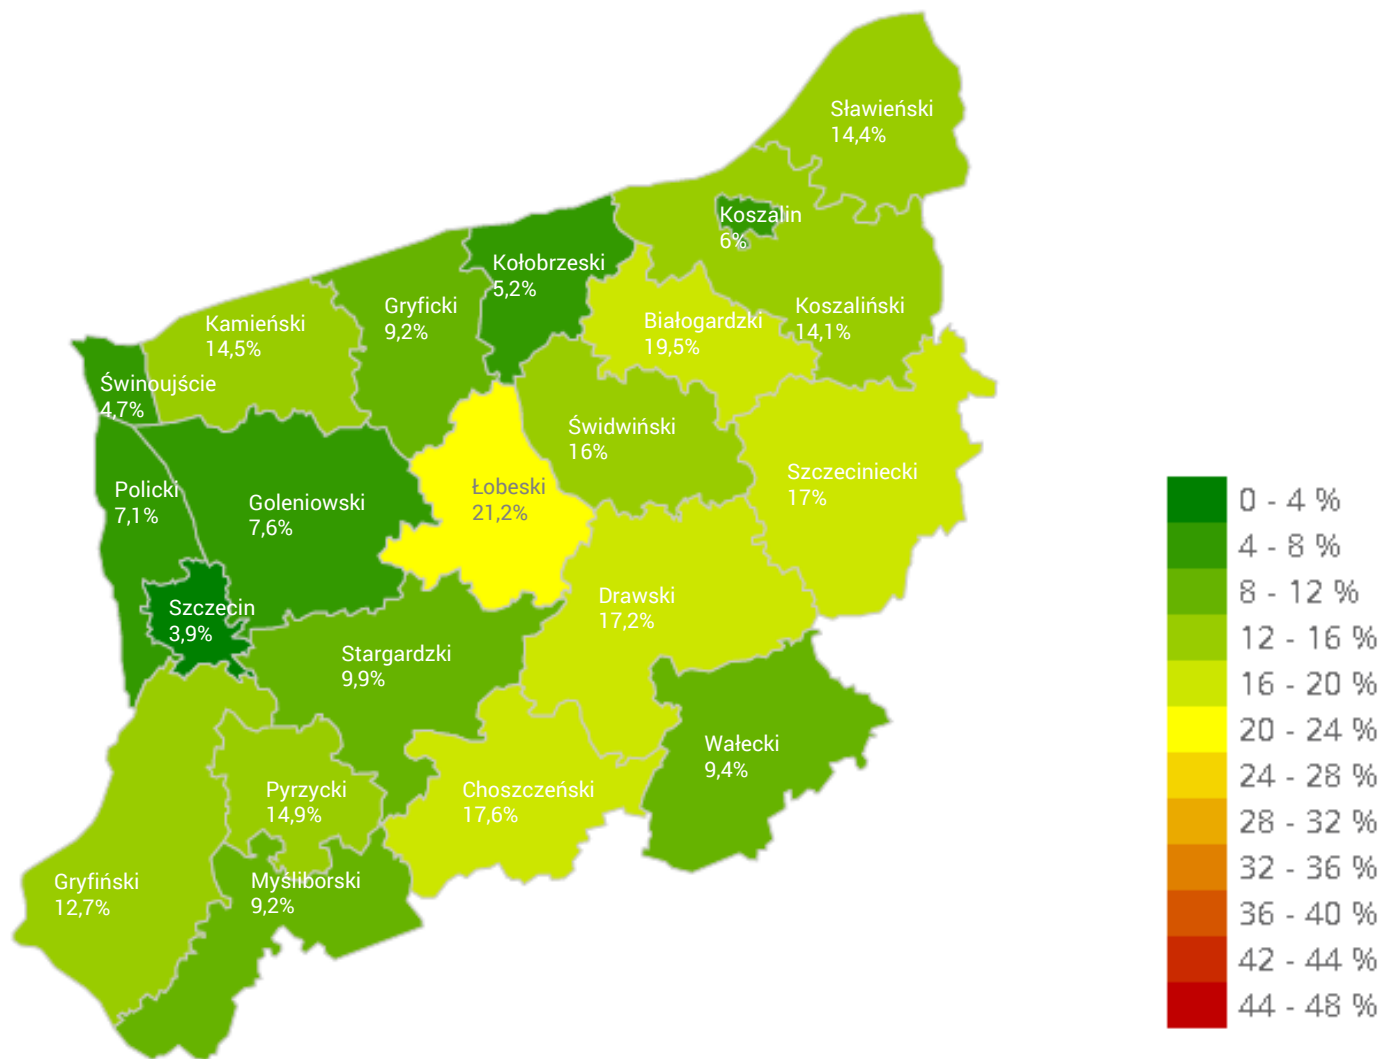 Sławieński
14,4%
Koszalin
6%
Kołobrzeski
5,2%
Gryficki
9,2%
Koszaliński
14,1%
Kamieński
14,5%
Białogardzki
19,5%
Świnoujście
4,7%
Świdwiński
16%
Szczeciniecki
17%
Policki
7,1%
Goleniowski
7,6%
Łobeski
21,2%
Szczecin
3,9%
Drawski
17,2%
Stargardzki
9,9%
Wałecki
9,4%
Pyrzycki
14,9%
Choszczeński
17,6%
Gryfiński
12,7%
Myśliborski
9,2%
0 - 4 %
4 - 8 %
8 - 12 %
12 - 16 %
16 - 20 %
20 - 24 %
24 - 28 %
28 - 32 %
32 - 36 %
36 - 40 %
42 - 44 %
44 - 48 %